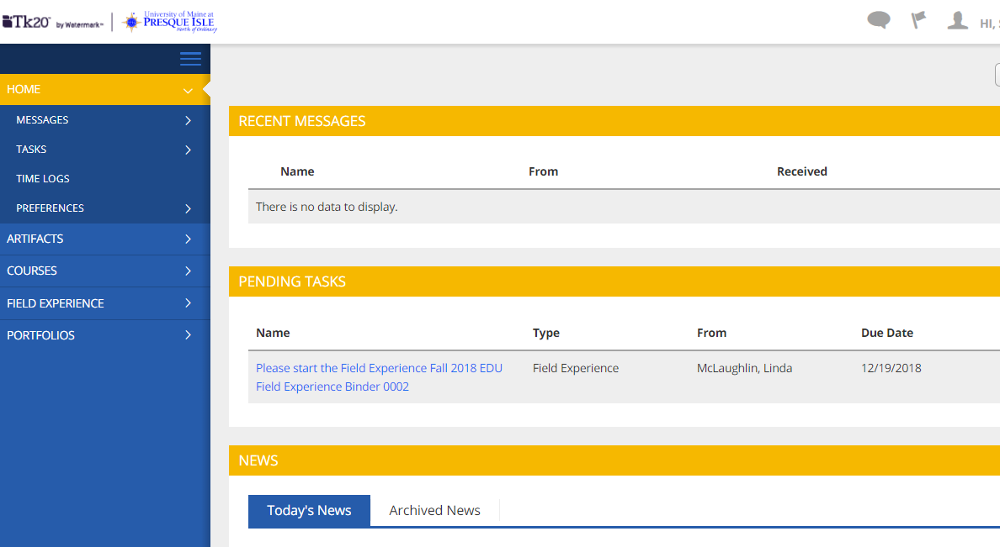 Tk20 by Watermark™
University of Maine at
PRESQUE ISLE
North of Ordinary
HI,
HOME
MESSAGES
TASKS
TIME LOGS
PREFERENCES
ARTIFACTS
COURSES
FIELD EXPERIENCE
PORTFOLIOS
RECENT MESSAGES
Name From Received
There is no data to display.
PENDING TASKS
Name Type From Due Date
Please start the Field Experience Fall 2018 EDU Field Experience McLaughlin, Linda 12/19/2018
Field Experience Binder 0002
NEWS
Today's News Archived News